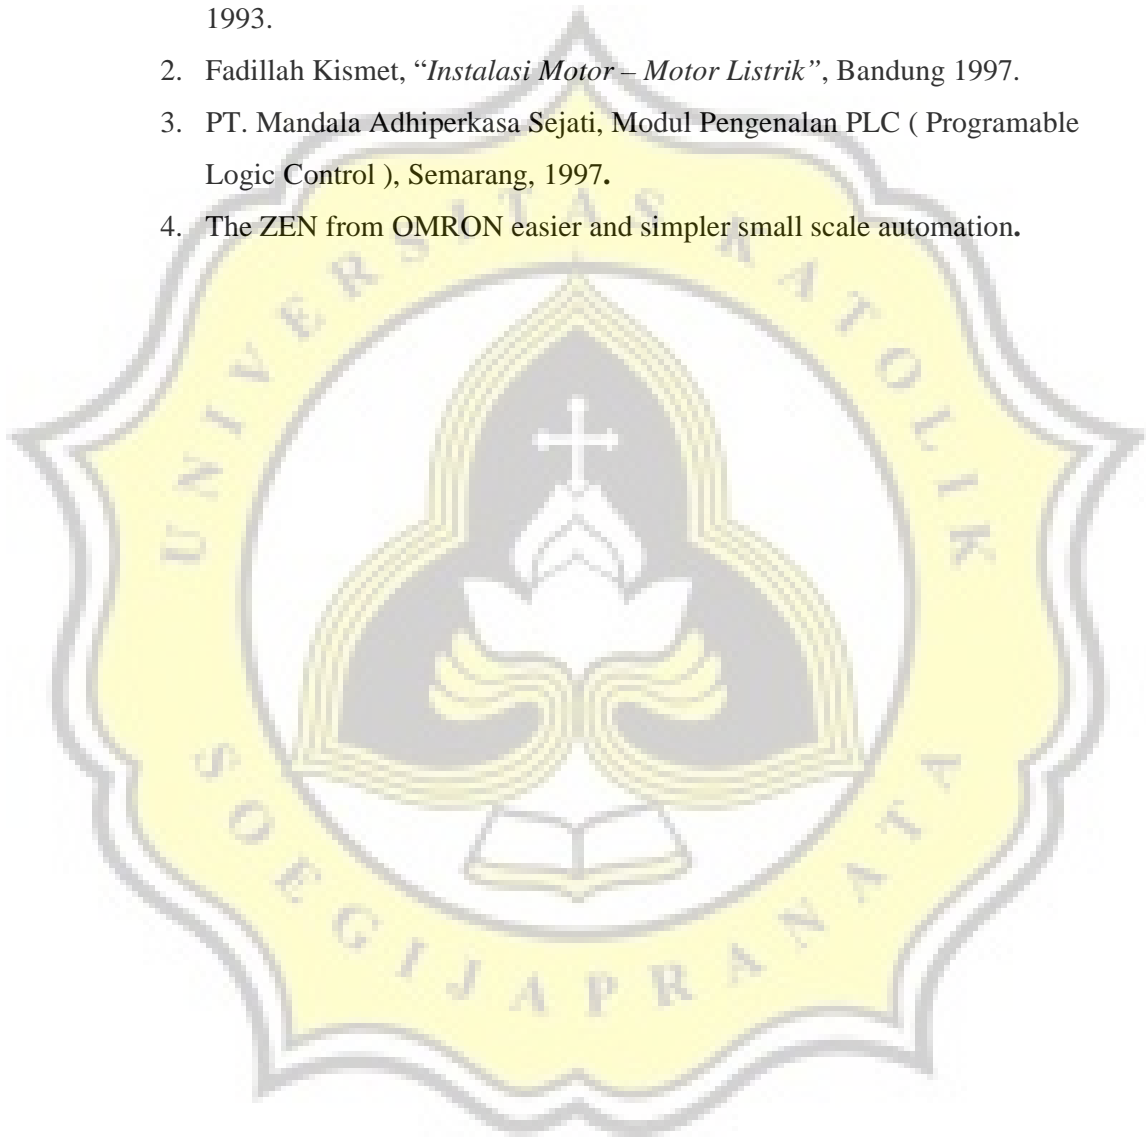 1993.
2. Fadillah Kismet, “Instalasi Motor – Motor Listrik”, Bandung 1997.
3. PT. Mandala Adhiperkasa Sejati, Modul Pengenalan PLC ( Programable
Logic Control ), Semarang, 1997.
4. The ZEN from OMRON easier and simpler small scale automation.
UNIVERSITAS KATOLIK
SOEGIJAPRANATA